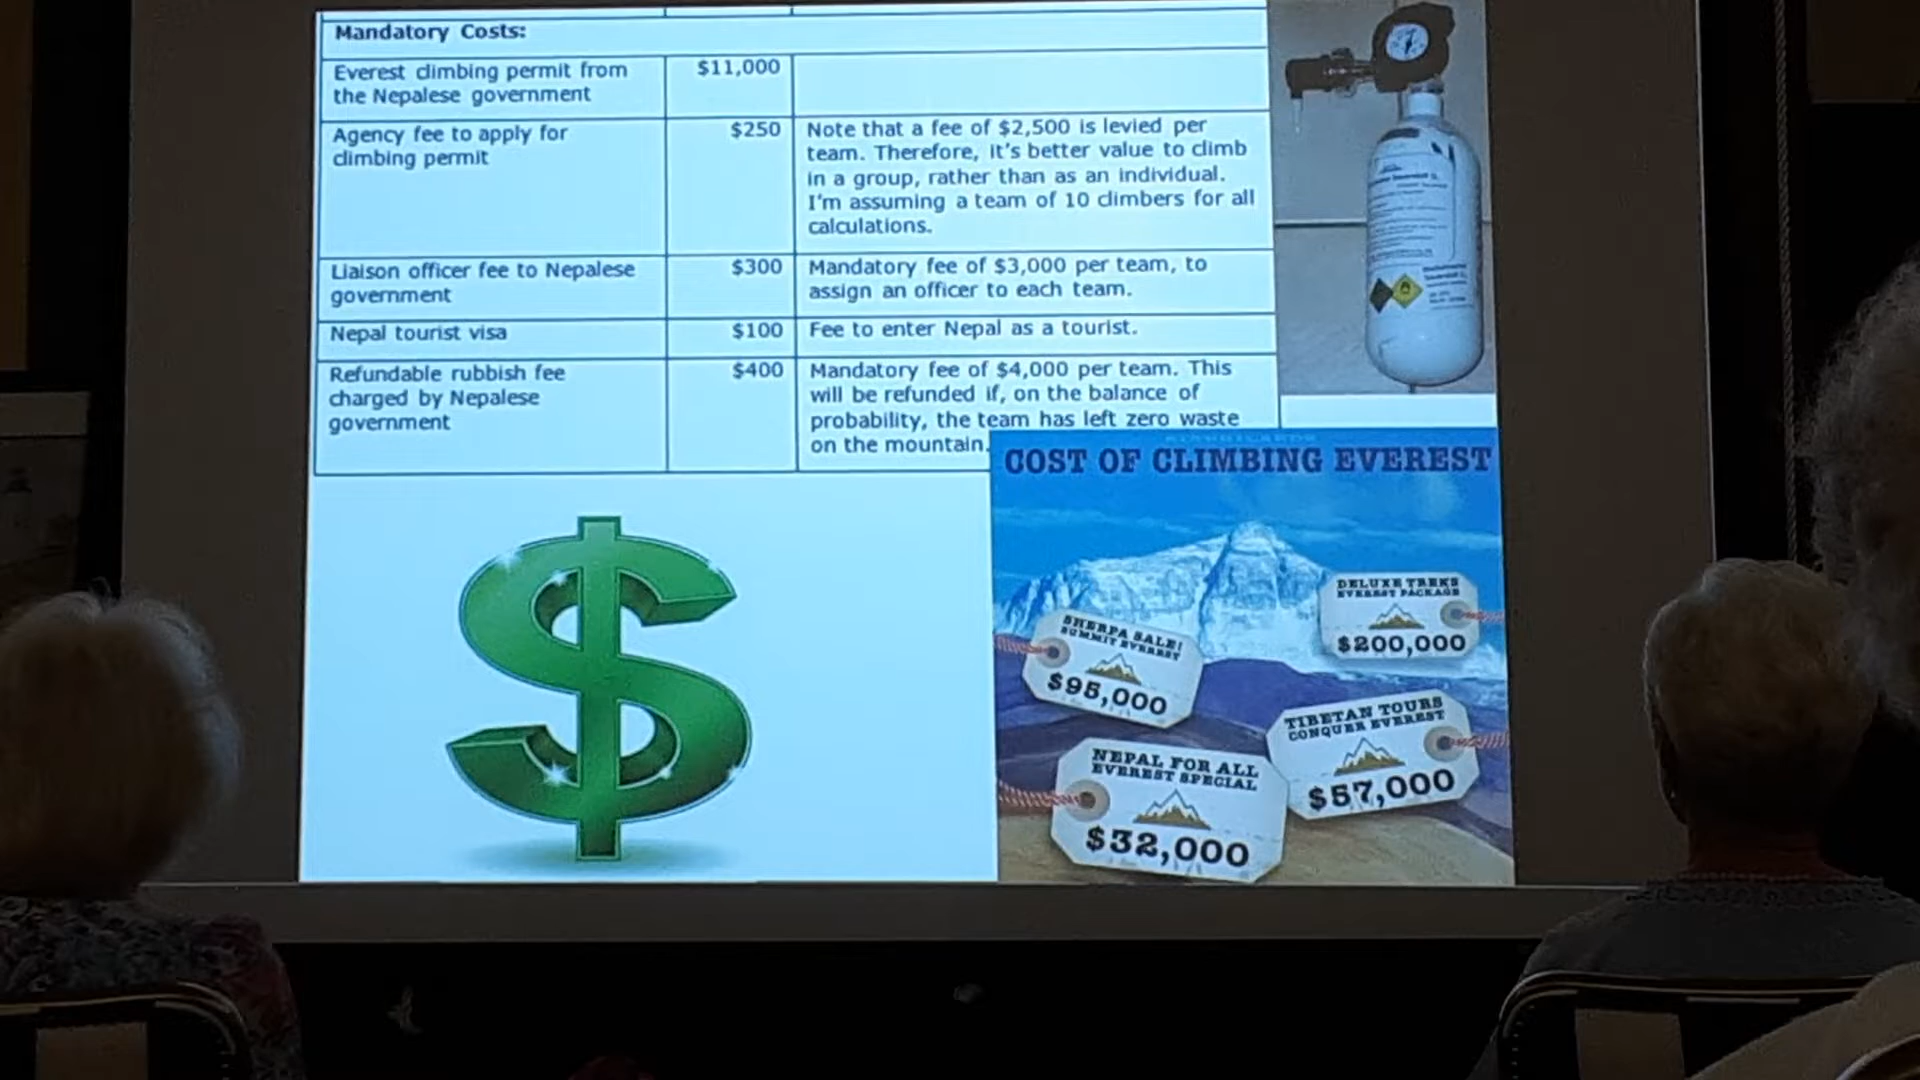 Mandatory Costs:
Everest climbing permit from
the Nepalese government
$11,000
Agency fee to apply for
climbing permit
$250
Note that a fee of $2,500 is levied per
team. Therefore, it's better value to climb
in a group, rather than as an individual.
I'm assuming a team of 10 climbers for all
calculations.
Liaison officer fee to Nepalese
government
$300
Mandatory fee of $3,000 per team, to
assign an officer to each team.
Nepal tourist visa
$100
Fee to enter Nepal as a tourist.
Refundable rubbish fee
charged by Nepalese
government
$400
Mandatory fee of $4,000 per team. This
will be refunded if, on the balance of
probability, the team has left zero waste
on the mountain.
COST OF CLIMBING EVEREST
DELUXE TREKS
EVEREST PACKAGE
$200,000
SHERPA SALE!
SUMMIT EVEREST
$95,000
TIBETAN TOURS
CONQUER EVEREST
$57,000
NEPAL FOR ALL
EVEREST SPECIAL
$32,000